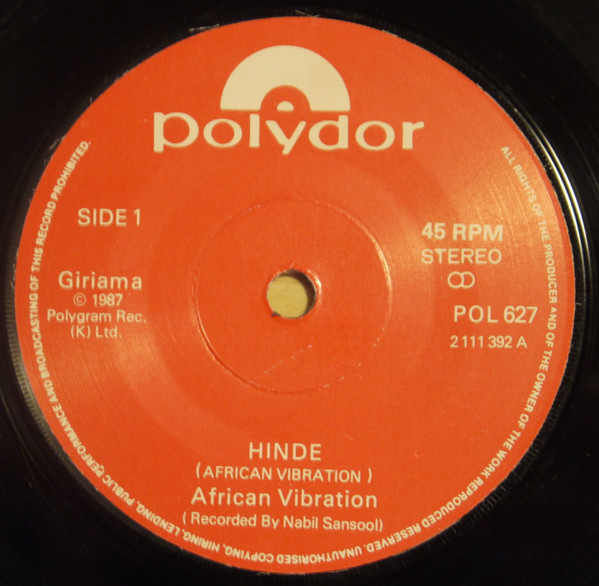 polydor
SIDE 1
45 RPM
STEREO
Giriama
© 1987
Polygram Rec.
(K) Ltd.
POL 627
2 111 392 A
HINDE
(AFRICAN VIBRATION )
African Vibration
( Recorded By Nabil Sansool)
ALL RIGHTS OF THE PRODUCER AND OF THE OWNER OF THE WORK REPRODUCED RESERVED. UNAUTHORISED COPYING, HIRING, LENDING, PUBLIC PERFORMANCE AND BROADCASTING OF THIS RECORD PROHIBITED.